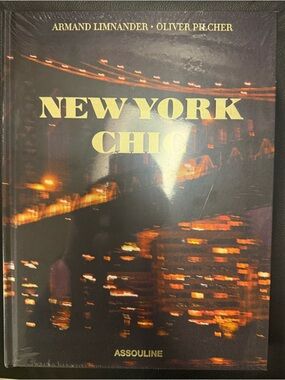 ARMAND LIMNANDER · OLIVER PILCHER
NEW YORK
CHIC
ASSOULINE